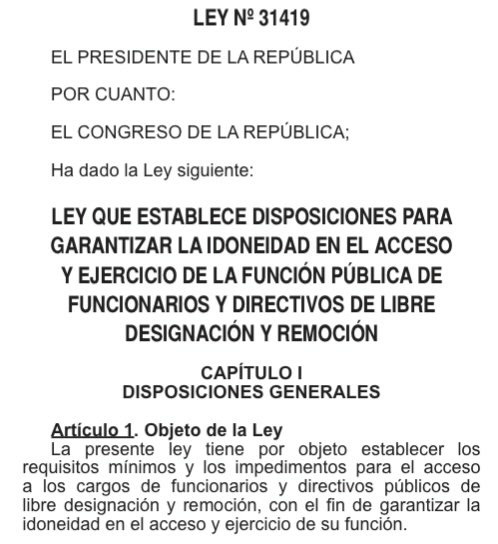 LEY Nº 31419
EL PRESIDENTE DE LA REPÚBLICA
POR CUANTO:
EL CONGRESO DE LA REPÚBLICA;
Ha dado la Ley siguiente:
LEY QUE ESTABLECE DISPOSICIONES PARA
GARANTIZAR LA IDONEIDAD EN EL ACCESO
Y EJERCICIO DE LA FUNCIÓN PÚBLICA DE
FUNCIONARIOS Y DIRECTIVOS DE LIBRE
DESIGNACIÓN Y REMOCIÓN
CAPÍTULO I
DISPOSICIONES GENERALES
Artículo 1. Objeto de la Ley
La presente ley tiene por objeto establecer los
requisitos mínimos y los impedimentos para el acceso
a los cargos de funcionarios y directivos públicos de
libre designación y remoción, con el fin de garantizar la
idoneidad en el acceso y ejercicio de su función.